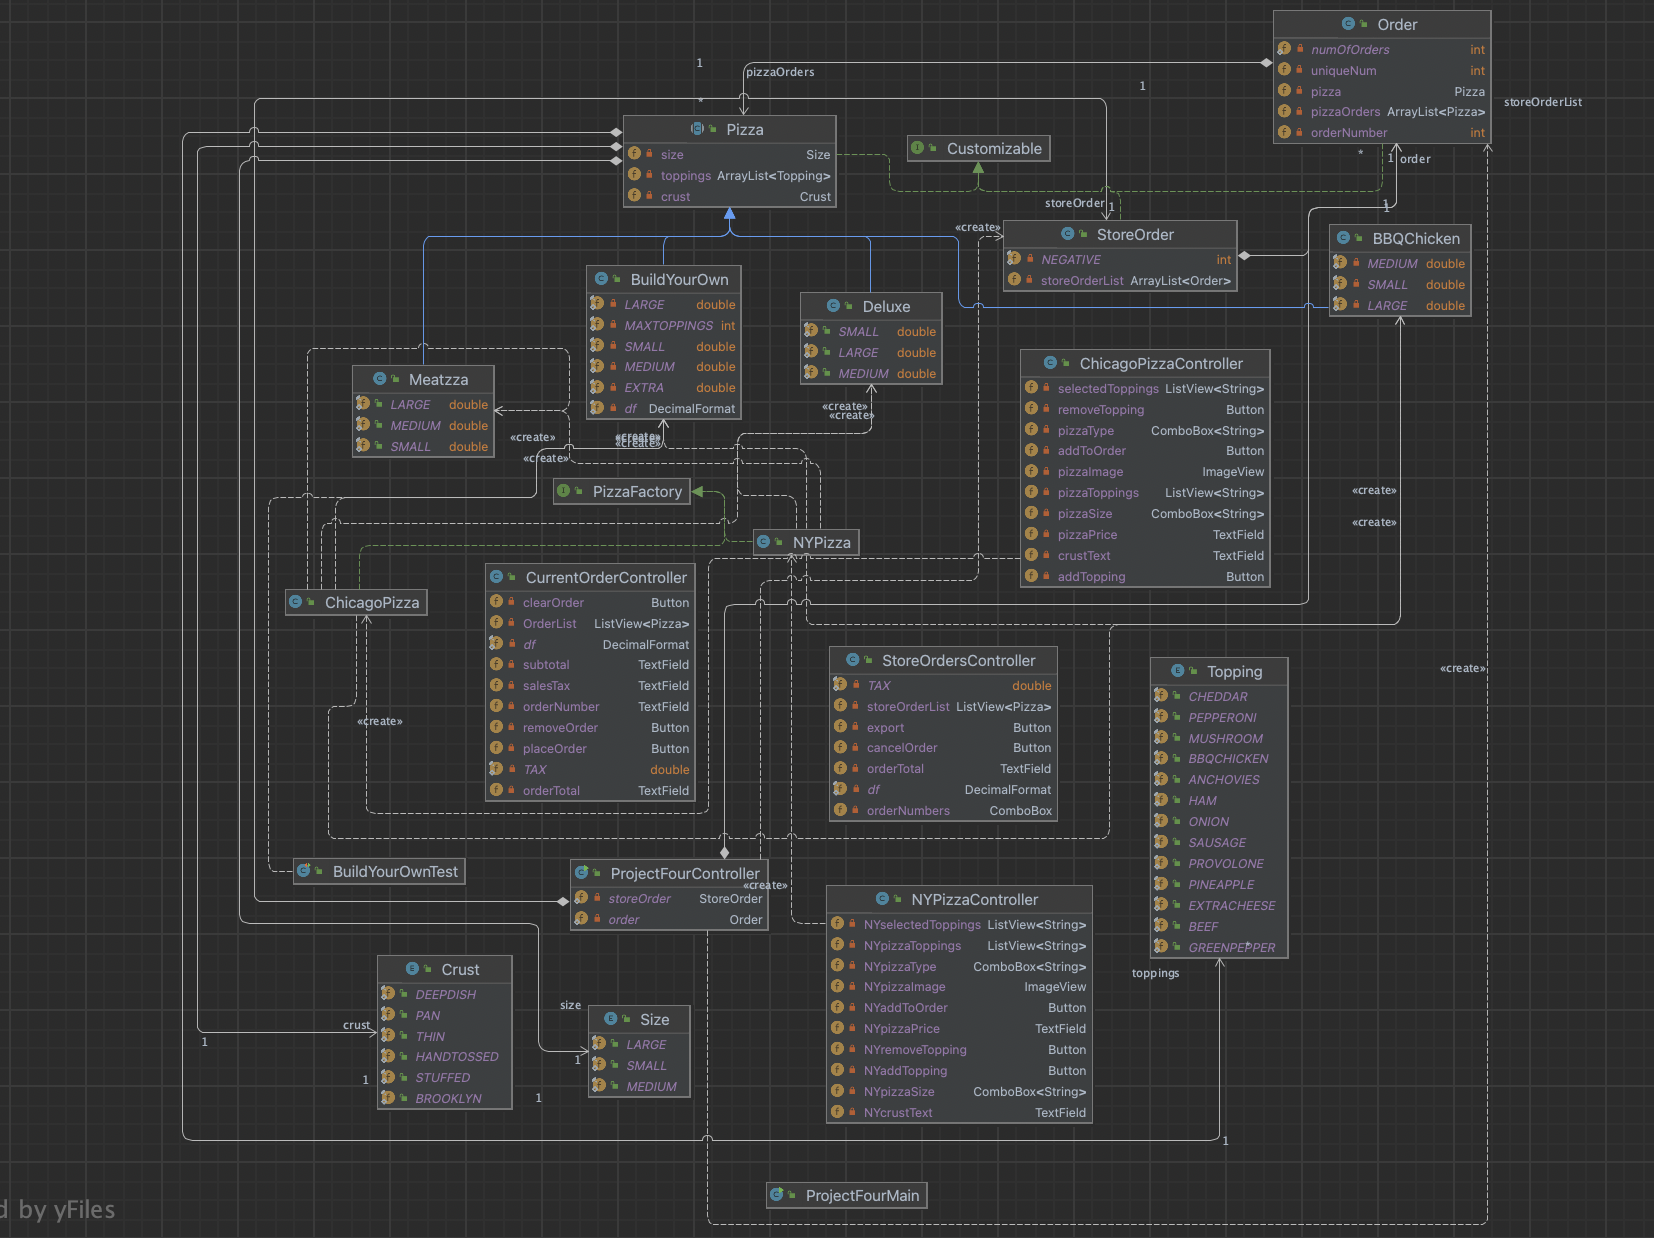 Order
numOfOrders int
uniqueNum int
pizza Pizza
pizzaOrders ArrayList<Pizza>
orderNumber int
1
pizzaOrders
1
*
storeOrderList
Pizza
size Size
toppings ArrayList<Topping>
crust Crust
Customizable
*
1
order
storeOrder
1
1
«create»
StoreOrder
NEGATIVE int
storeOrderList ArrayList<Order>
BBQChicken
MEDIUM double
SMALL double
LARGE double
BuildYourOwn
LARGE double
MAXTOPPINGS int
SMALL double
MEDIUM double
EXTRA double
df DecimalFormat
Deluxe
SMALL double
LARGE double
MEDIUM double
Meatzza
LARGE double
MEDIUM double
SMALL double
ChicagoPizzaController
selectedToppings ListView<String>
removeTopping Button
pizzaType ComboBox<String>
addToOrder Button
pizzaImage ImageView
pizzaToppings ListView<String>
pizzaSize ComboBox<String>
pizzaPrice TextField
crustText TextField
addTopping Button
«create»
«create»
«create»
«create»
«create»
«create»
«create»
«create»
PizzaFactory
NYPizza
ChicagoPizza
CurrentOrderController
clearOrder Button
OrderList ListView<Pizza>
df DecimalFormat
subtotal TextField
salesTax TextField
orderNumber TextField
removeOrder Button
placeOrder Button
TAX double
orderTotal TextField
«create»
StoreOrdersController
TAX double
storeOrderList ListView<Pizza>
export Button
cancelOrder Button
orderTotal TextField
df DecimalFormat
orderNumbers ComboBox
Topping
CHEDDAR
PEPPERONI
MUSHROOM
BBQCHICKEN
ANCHOVIES
HAM
ONION
SAUSAGE
PROVOLONE
PINEAPPLE
EXTRACHEESE
BEEF
GREENPEPPER
*
«create»
BuildYourOwnTest
ProjectFourController
storeOrder StoreOrder
order Order
«create»
NYPizzaController
NYselectedToppings ListView<String>
NYpizzaToppings ListView<String>
NYpizzaType ComboBox<String>
NYpizzaImage ImageView
NYaddToOrder Button
NYpizzaPrice TextField
NYremoveTopping Button
NYaddTopping Button
NYpizzaSize ComboBox<String>
NYcrustText TextField
toppings
Crust
DEEPDISH
PAN
THIN
HANDTOSSED
STUFFED
BROOKLYN
crust
1
1
size
Size
LARGE
SMALL
MEDIUM
1
1
1
ProjectFourMain
d by yFiles